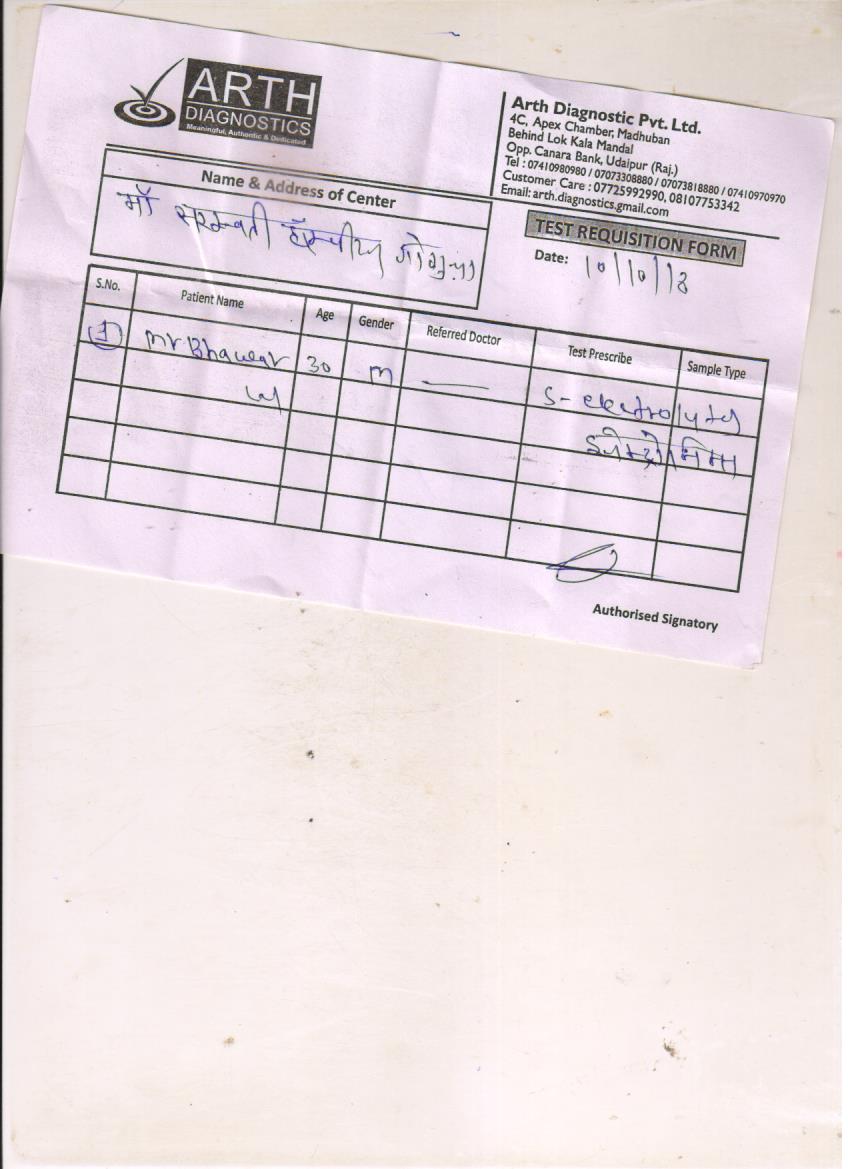 ARTH
DIAGNOSTICS
Meaningful, Authentic & Dedicated
Arth Diagnostic Pvt. Ltd.
4C, Apex Chamber, Madhuban
Behind Lok Kala Mandal
Opp. Canara Bank, Udaipur (Raj.)
Tel : 07410980980 / 07073308880 / 07073818880 / 07410970970
Customer Care : 07725992990, 08107753342
Email: arth.diagnostics.gmail.com
Name & Address of Center
माँ सरस्वती हॉस्पीटल गोगुन्दा
TEST REQUISITION FORM
Date: 10/10/18
S.No. Patient Name Age Gender Referred Doctor Test Prescribe Sample Type
1 Mr Bhawar 30 M — S-electrolytes
Authorised Signatory